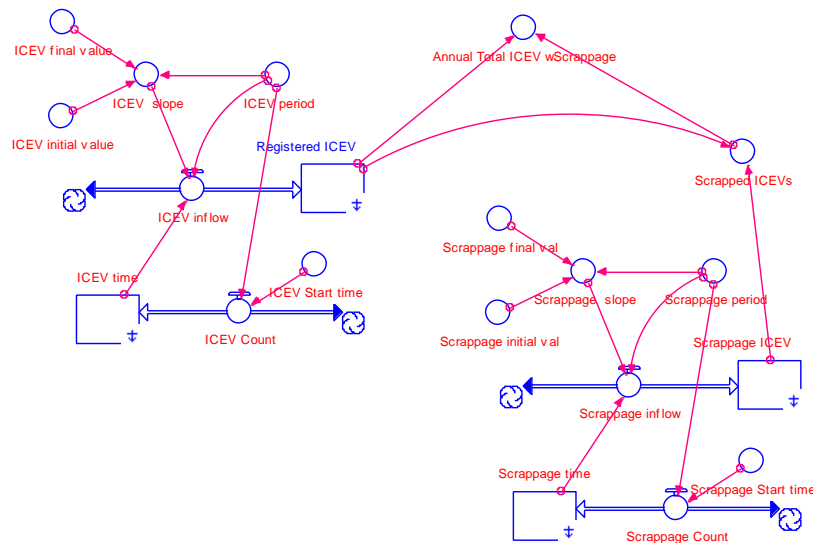 ICEV final value
Annual Total ICEV wScrappage
ICEV slope
ICEV period
ICEV initial value
Registered ICEV
Scrapped ICEVs
ICEV inflow
Scrappage final val
ICEV time
ICEV Start time
Scrappage slope
Scrappage period
ICEV Count
Scrappage initial val
Scrappage ICEV
Scrappage inflow
Scrappage time
Scrappage Start time
Scrappage Count